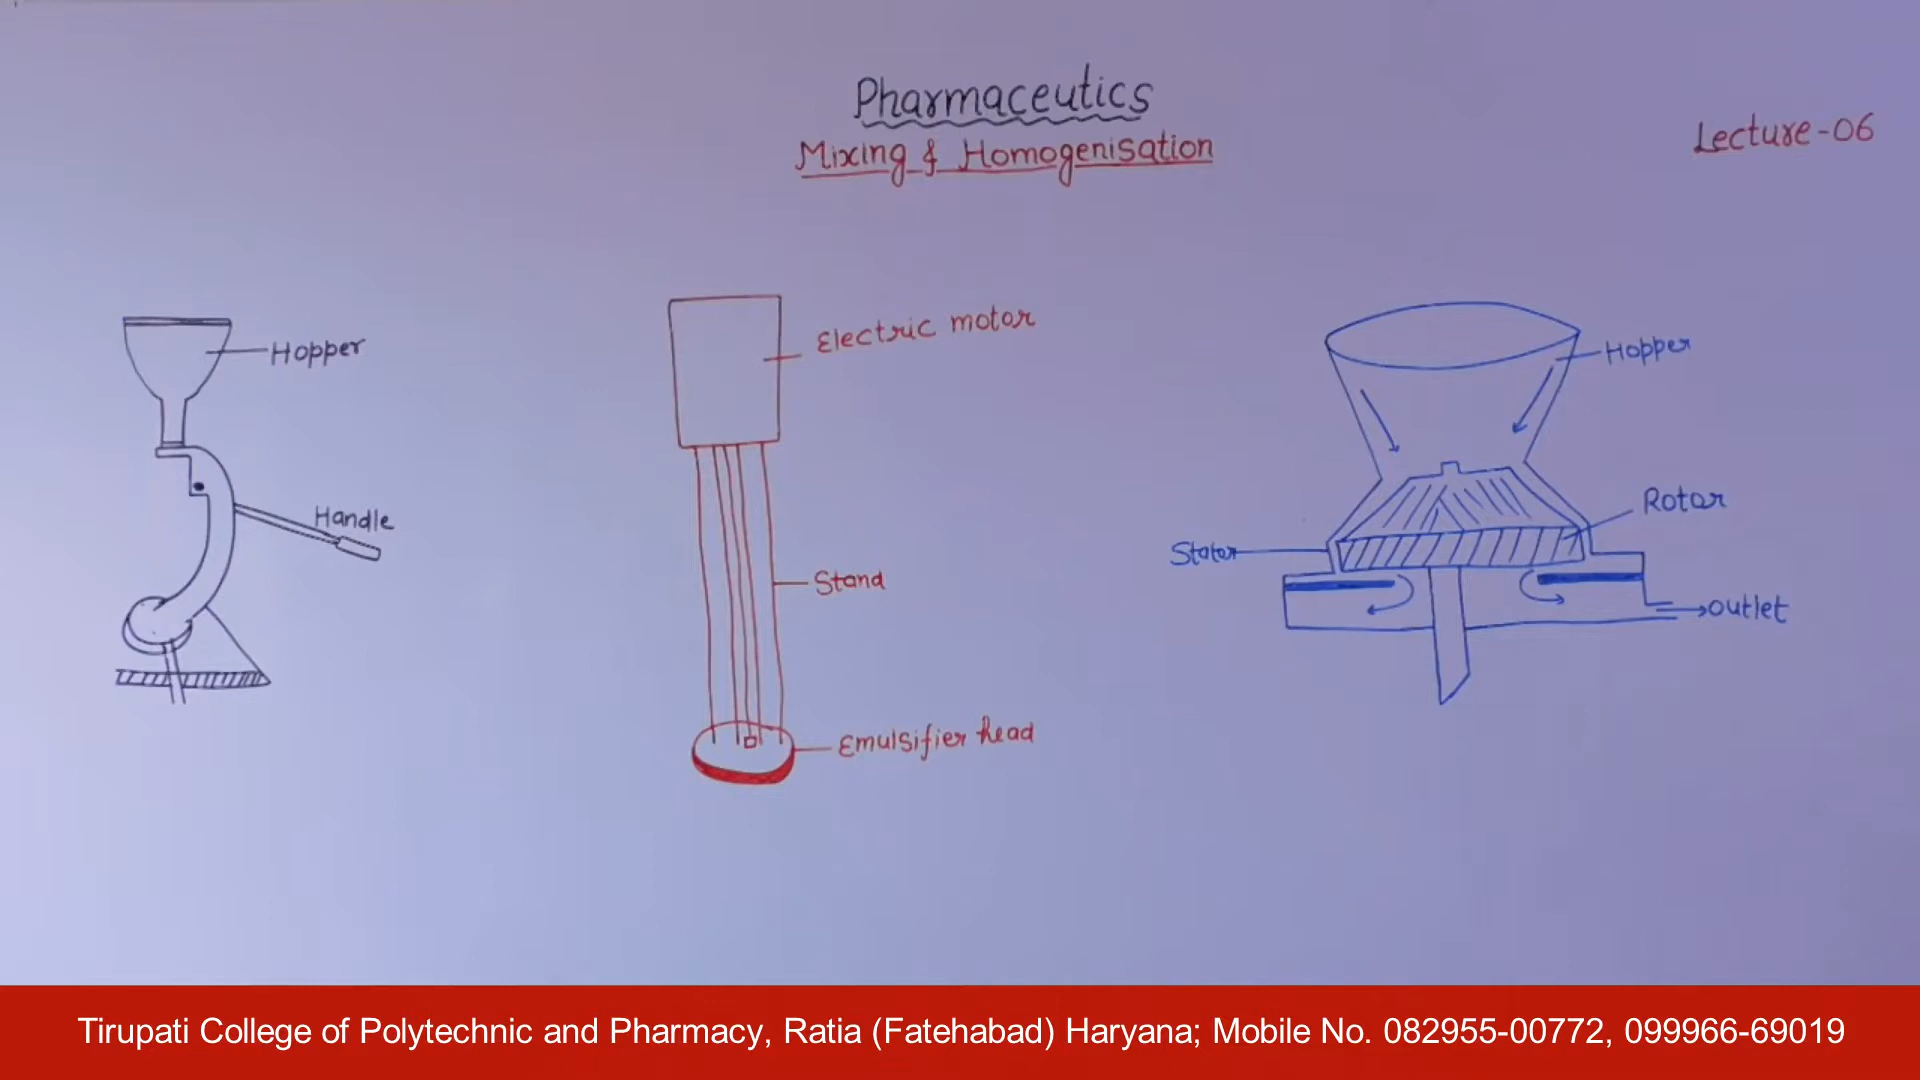 Pharmaceutics
Mixing & Homogenisation
Lecture-06
Hopper
Handle
Electric motor
Stand
Emulsifier head
Hopper
Rotor
Stator
outlet
Tirupati College of Polytechnic and Pharmacy, Ratia (Fatehabad) Haryana; Mobile No. 082955-00772, 099966-69019